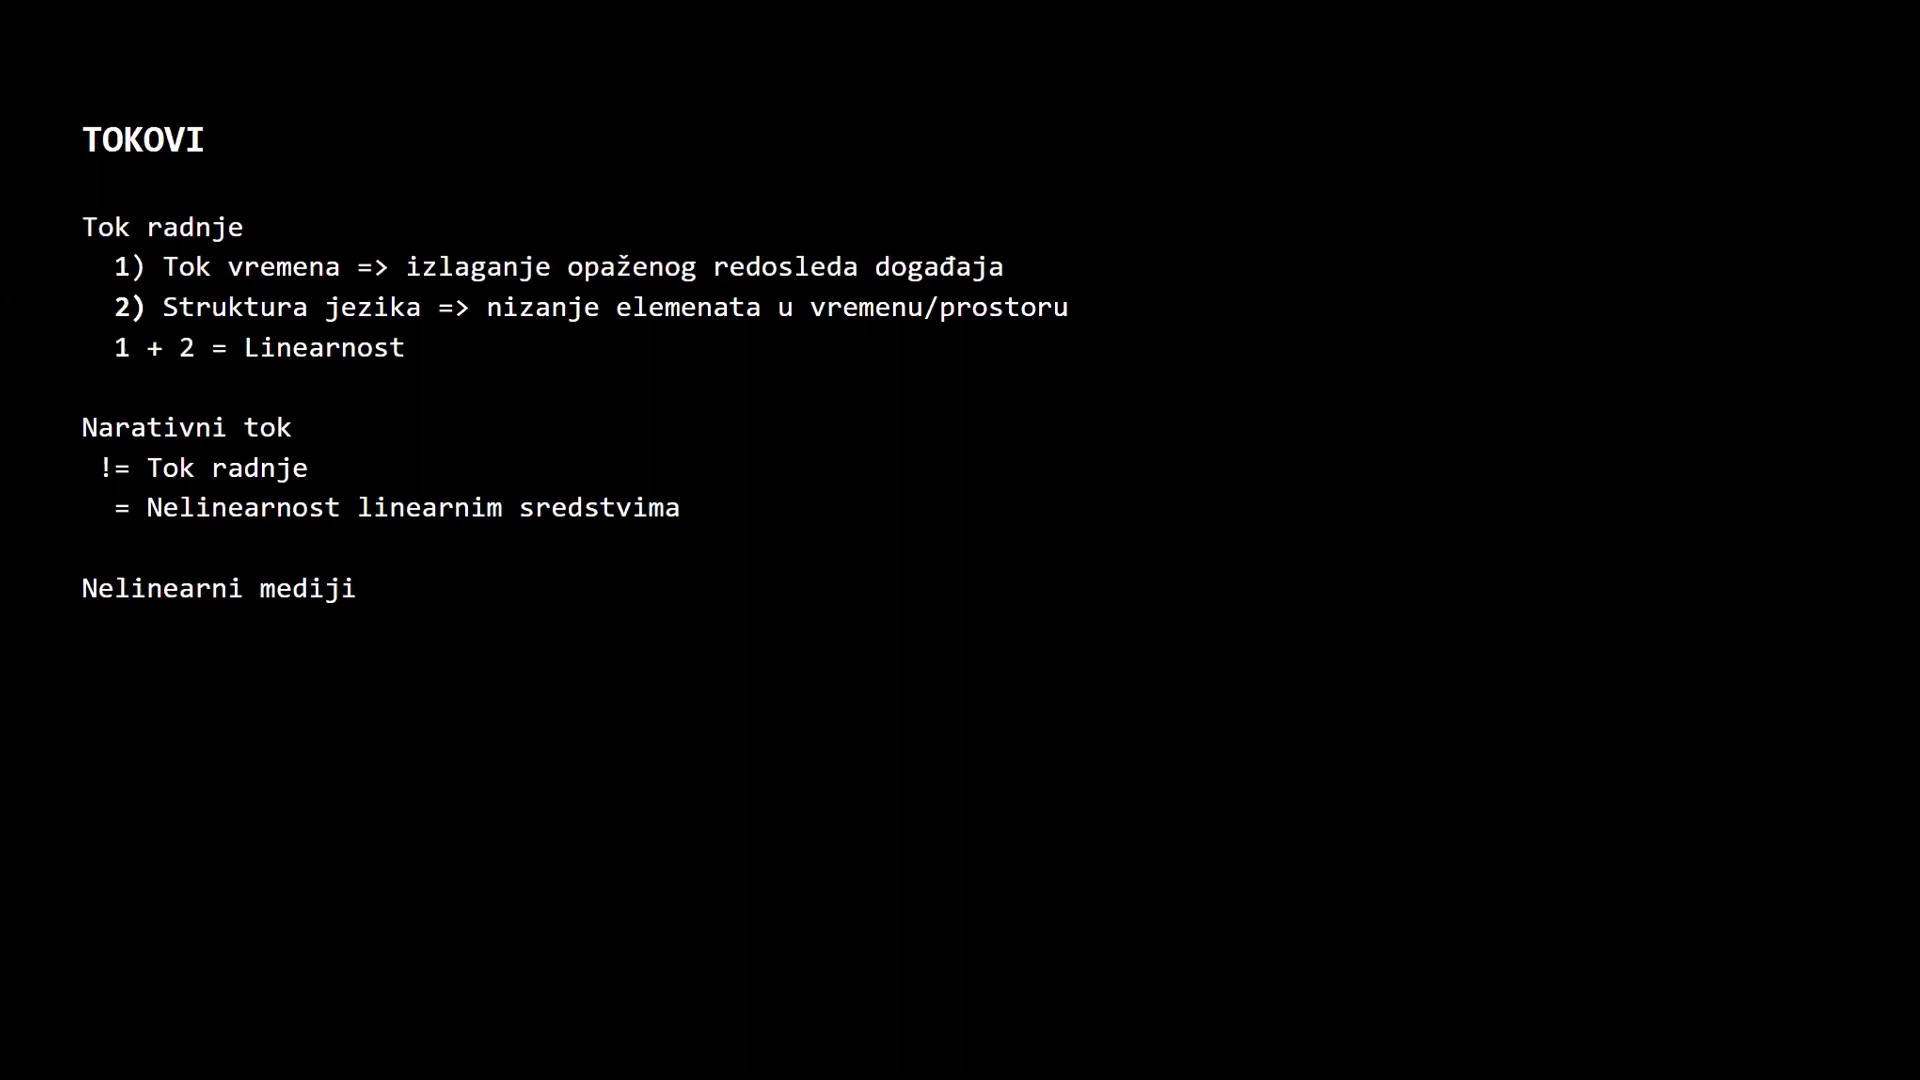 TOKOVI
Tok radnje
1) Tok vremena => izlaganje opaženog redosleda događaja
2) Struktura jezika => nizanje elemenata u vremenu/prostoru
1 + 2 = Linearnost
Narativni tok
!= Tok radnje
= Nelinearnost linearnim sredstvima
Nelinearni mediji